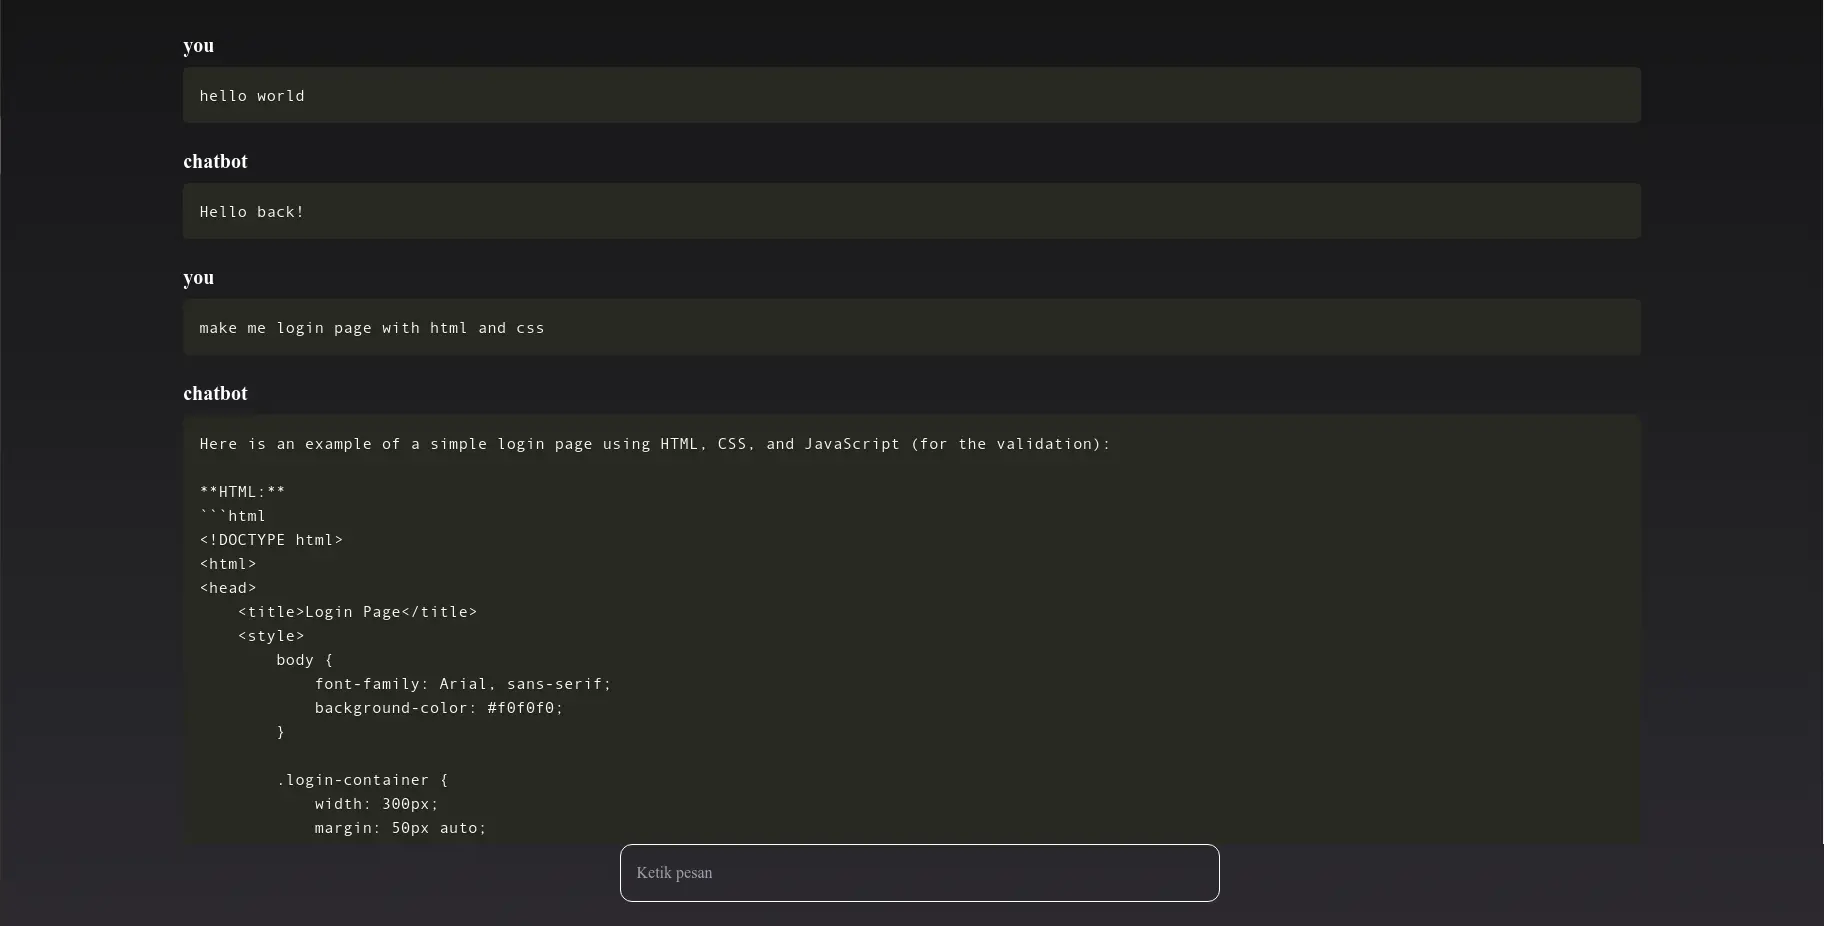 you
hello world
chatbot
Hello back!
you
make me login page with html and css
chatbot
Here is an example of a simple login page using HTML, CSS, and JavaScript (for the validation):
**HTML:**
```html
<!DOCTYPE html>
<html>
<head>
    <title>Login Page</title>
    <style>
        body {
            font-family: Arial, sans-serif;
            background-color: #f0f0f0;
        }
        .login-container {
            width: 300px;
            margin: 50px auto;
Ketik pesan